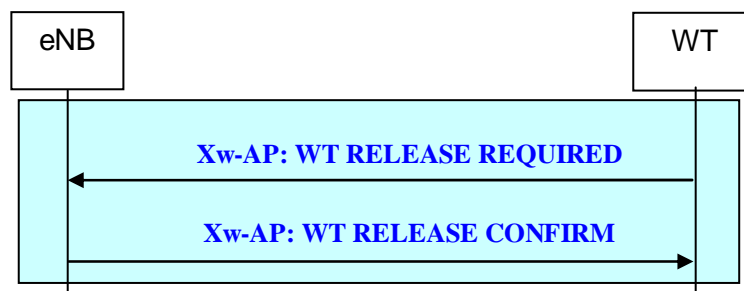 eNB
WT
Xw-AP: WT RELEASE REQUIRED
Xw-AP: WT RELEASE CONFIRM